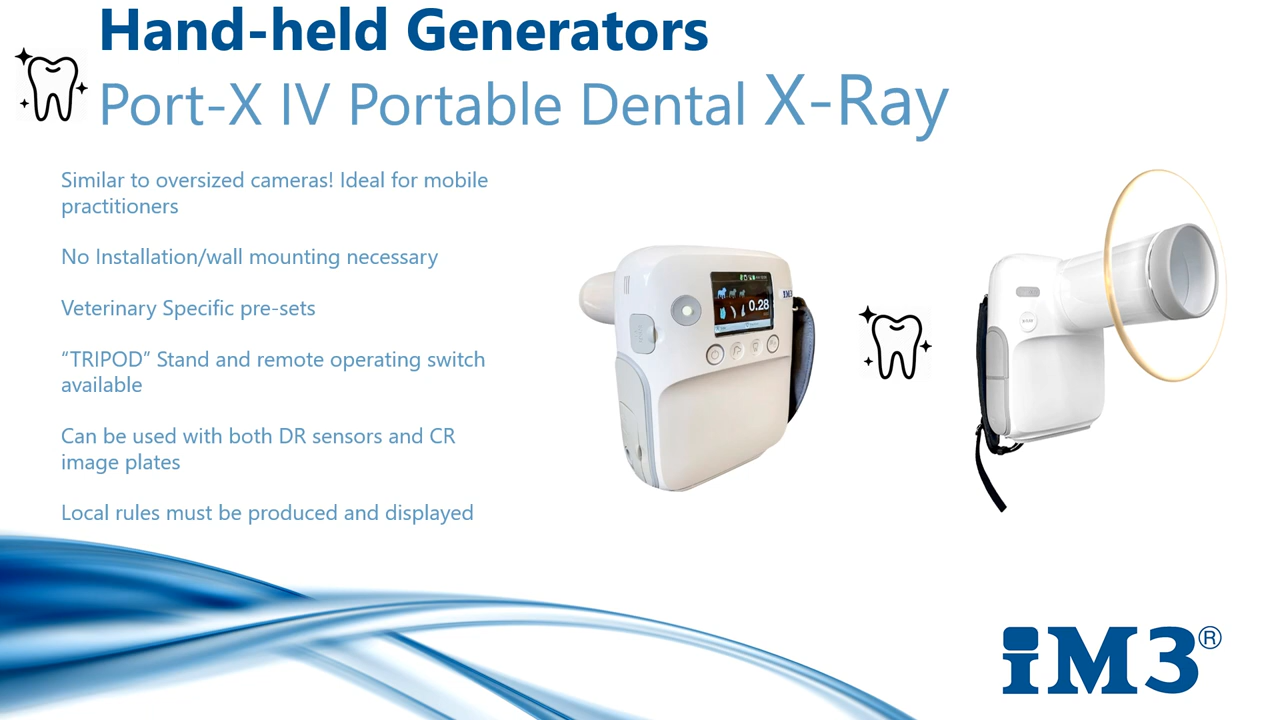 Hand-held Generators
Port-X IV Portable Dental X-Ray
Similar to oversized cameras! Ideal for mobile
practitioners
No Installation/wall mounting necessary
Veterinary Specific pre-sets
“TRIPOD” Stand and remote operating switch
available
Can be used with both DR sensors and CR
image plates
Local rules must be produced and displayed
0.28
iM3
iM3®